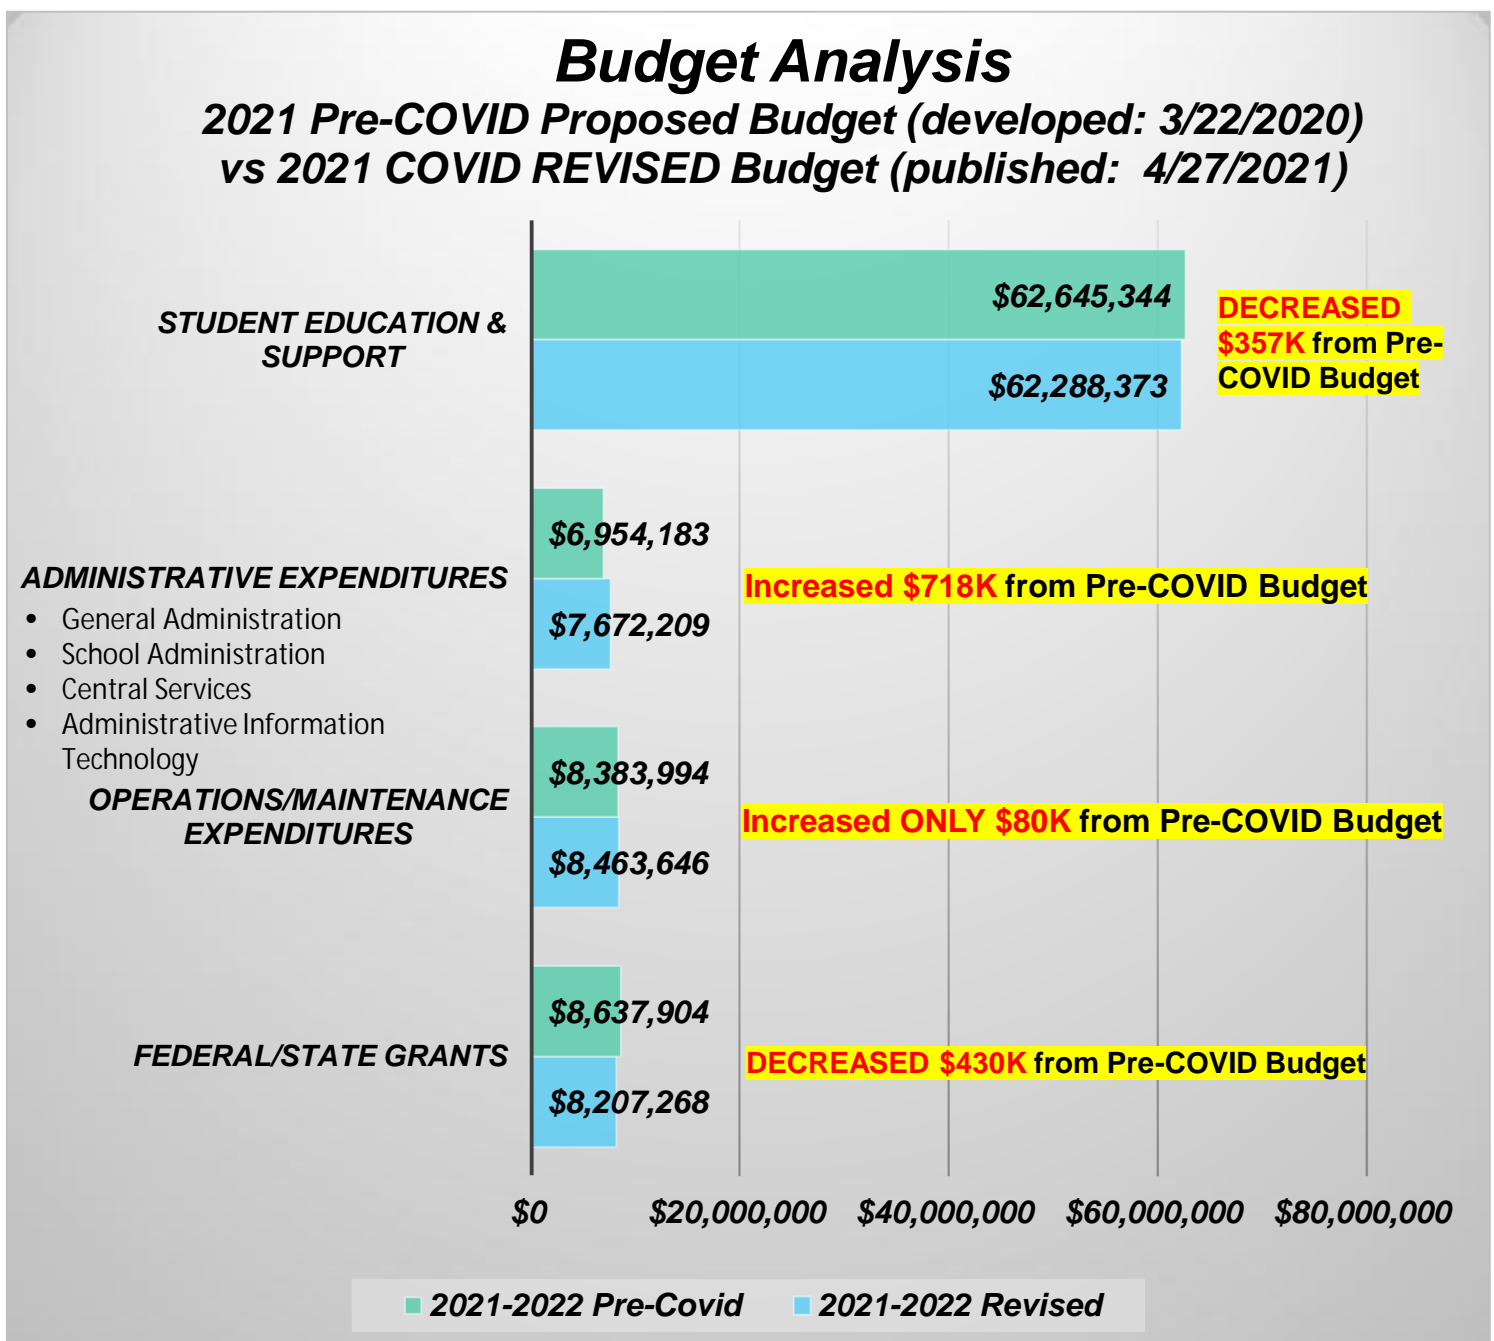 Budget Analysis
2021 Pre-COVID Proposed Budget (developed: 3/22/2020)
vs 2021 COVID REVISED Budget (published:  4/27/2021)
STUDENT EDUCATION &
SUPPORT
$62,645,344
$62,288,373
DECREASED
$357K from Pre-
COVID Budget
ADMINISTRATIVE EXPENDITURES
• General Administration
• School Administration
• Central Services
• Administrative Information
Technology
$6,954,183
$7,672,209
Increased $718K from Pre-COVID Budget
OPERATIONS/MAINTENANCE
EXPENDITURES
$8,383,994
$8,463,646
Increased ONLY $80K from Pre-COVID Budget
FEDERAL/STATE GRANTS
$8,637,904
$8,207,268
DECREASED $430K from Pre-COVID Budget
$0 $20,000,000 $40,000,000 $60,000,000 $80,000,000
2021-2022 Pre-Covid 2021-2022 Revised